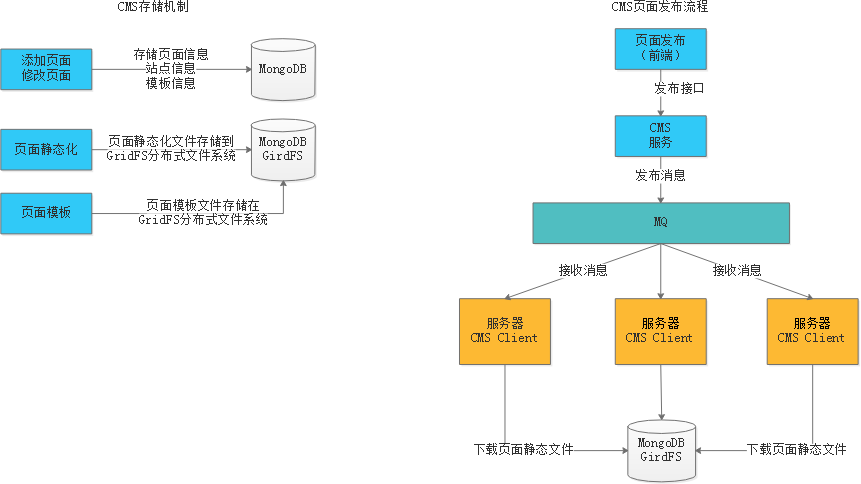 CMS存储机制
添加页面
修改页面
存储页面信息
站点信息
模板信息
MongoDB
页面静态化
页面静态化文件存储到
GridFS分布式文件系统
MongoDB
GirdFS
页面模板
页面模板文件存储在
GridFS分布式文件系统
CMS页面发布流程
页面发布
（前端）
发布接口
CMS
服务
发布消息
MQ
接收消息
接收消息
服务器
CMS Client
服务器
CMS Client
服务器
CMS Client
下载页面静态文件
MongoDB
GirdFS
下载页面静态文件